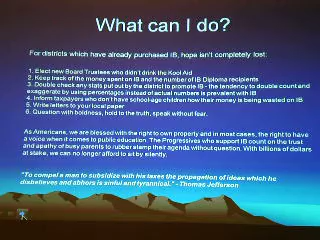 What can I do?
For districts which have already purchased IB, hope isn't completely lost:
1. Elect new Board Trustees who didn't drink the Kool Aid
2. Keep track of the money spent on IB and the number of IB Diploma recipients
3. Double check any stats put out by the district to promote IB - the tendency to double count and
exaggerate by using percentages instead of actual numbers is prevalent with IB
4. Inform taxpayers who don't have school-age children how their money is being wasted on IB
5. Write letters to your local paper
6. Question with boldness, hold to the truth, speak without fear.
As Americans, we are blessed with the right to own property and in most cases, the right to have
a voice when it comes to public education. The Progressives who support IB count on the trust
and apathy of busy parents to rubber stamp their agenda without question. With billions of dollars
at stake, we can no longer afford to sit by silently.
"To compel a man to subsidize with his taxes the propagation of ideas which he
disbelieves and abhors is sinful and tyrannical." - Thomas Jefferson